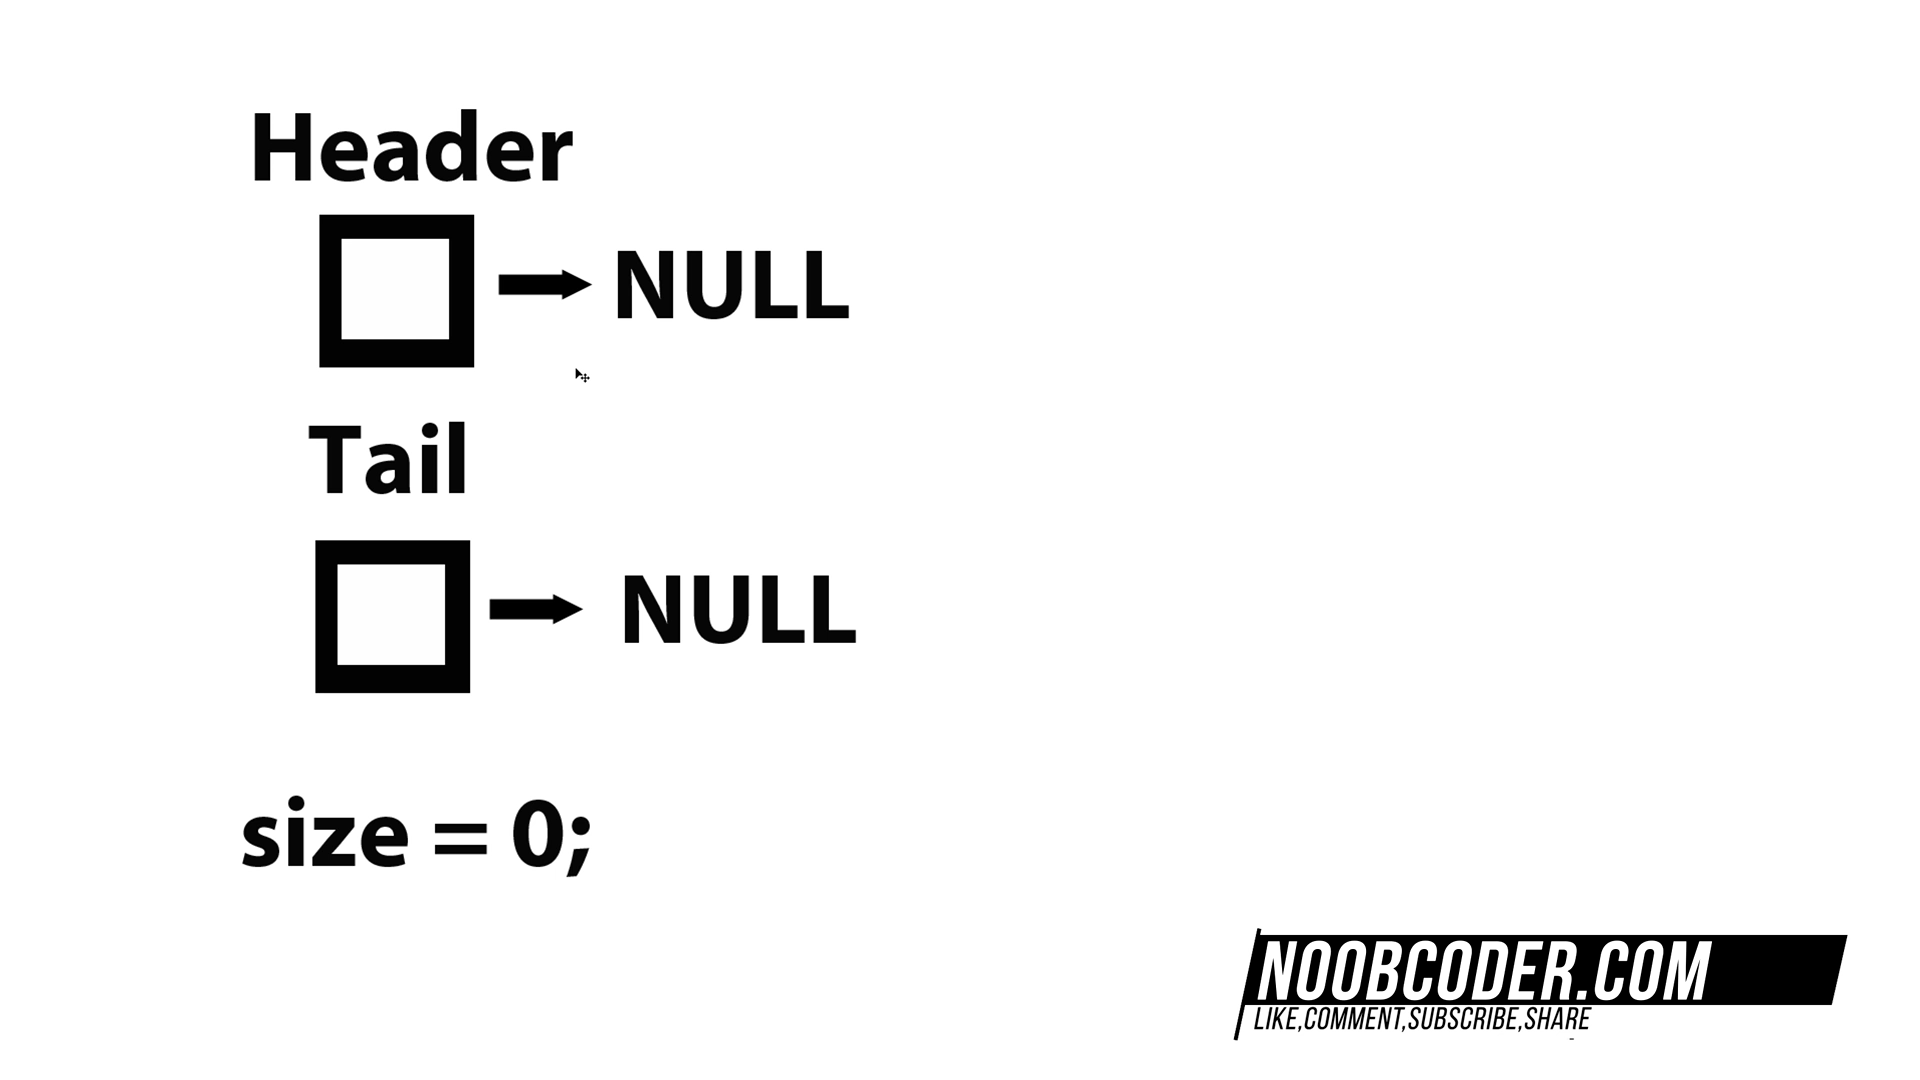 Header
NULL
Tail
NULL
size = 0;
NOOBCODER.COM
LIKE,COMMENT,SUBSCRIBE,SHARE